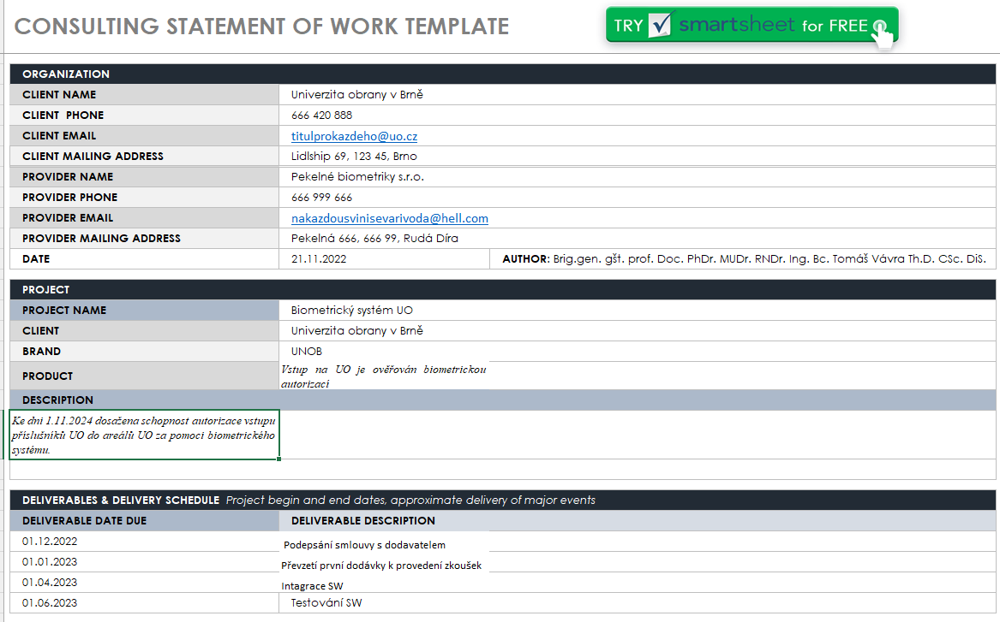 CONSULTING STATEMENT OF WORK TEMPLATE
TRY smartsheet for FREE
ORGANIZATION
CLIENT NAME Univerzita obrany v Brně
CLIENT PHONE 666 420 888
CLIENT EMAIL titulprokazdeho@uo.cz
CLIENT MAILING ADDRESS Lidlship 69, 123 45, Brno
PROVIDER NAME Pekelné biometriky s.r.o.
PROVIDER PHONE 666 999 666
PROVIDER EMAIL nakazdousvinisevarivoda@hell.com
PROVIDER MAILING ADDRESS Pekelná 666, 666 99, Rudá Díra
DATE 21.11.2022 AUTHOR: Brig.gen. gšt. prof. Doc. PhDr. MUDr. RNDr. Ing. Bc. Tomáš Vávra Th.D. CSc. DiS.
PROJECT
PROJECT NAME Biometrický systém UO
CLIENT Univerzita obrany v Brně
BRAND UNOB
PRODUCT Vstup na UO je ověřován biometrickou
autorizací
DESCRIPTION
Ke dni 1.11.2024 dosažena schopnost autorizace vstupu
příslušníků UO do areálů UO za pomoci biometrického
systému.
DELIVERABLES & DELIVERY SCHEDULE Project begin and end dates, approximate delivery of major events
DELIVERABLE DATE DUE DELIVERABLE DESCRIPTION
01.12.2022 Podepsání smlouvy s dodavatelem
01.01.2023 Převzetí první dodávky k provedení zkoušek
01.04.2023 Intagrace SW
01.06.2023 Testování SW